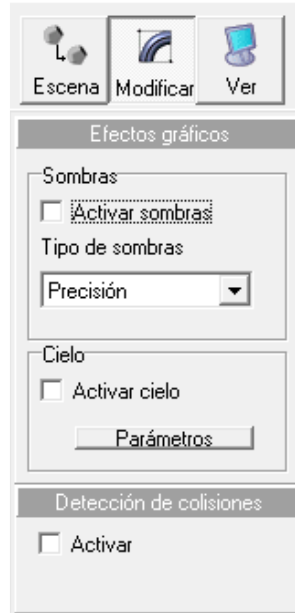 Escena Modificar Ver
Efectos gráficos
Sombras
Activar sombras
Tipo de sombras
Precisión
Cielo
Activar cielo
Parámetros
Detección de colisiones
Activar